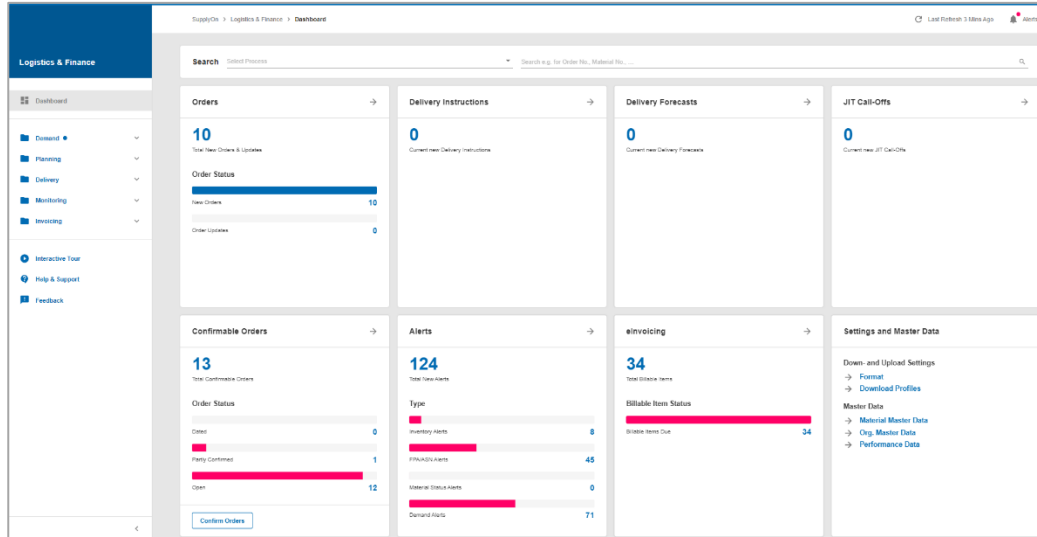 SupplyOn > Logistics & Finance > Dashboard
Last Refresh 3 Mins Ago
Alerts
Logistics & Finance
Dashboard
Demand
Planning
Delivery
Monitoring
Invoicing
Interactive Tour
Help & Support
Feedback
Search Select Process
Search e.g. for Order No., Material No., ...
Orders
10
Total New Orders & Updates
Order Status
New Orders 10
Order Updates 0
Delivery Instructions
0
Current new Delivery Instructions
Delivery Forecasts
0
Current new Delivery Forecasts
JIT Call-Offs
0
Current new JIT Call-Offs
Confirmable Orders
13
Total Confirmable Orders
Order Status
Dated 0
Partly Confirmed 1
Open 12
Confirm Orders
Alerts
124
Total New Alerts
Type
Inventory Alerts 8
PPA/ASN Alerts 45
Material Status Alerts 0
Demand Alerts 71
eInvoicing
34
Total Billable Items
Billable Item Status
Billable Items Due 34
Settings and Master Data
Down- and Upload Settings
Format
Download Profiles
Master Data
Material Master Data
Org. Master Data
Performance Data